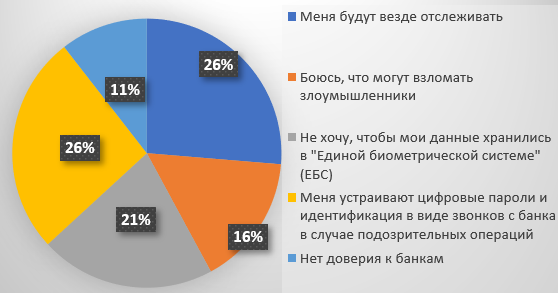 26%
16%
21%
26%
11%
Меня будут везде отслеживать
Боюсь, что могут взломать
злоумышленники
Не хочу, чтобы мои данные хранились
в "Единой биометрической системе"
(ЕБС)
Меня устраивают цифровые пароли и
идентификация в виде звонков с банка
в случае подозрительных операций
Нет доверия к банкам